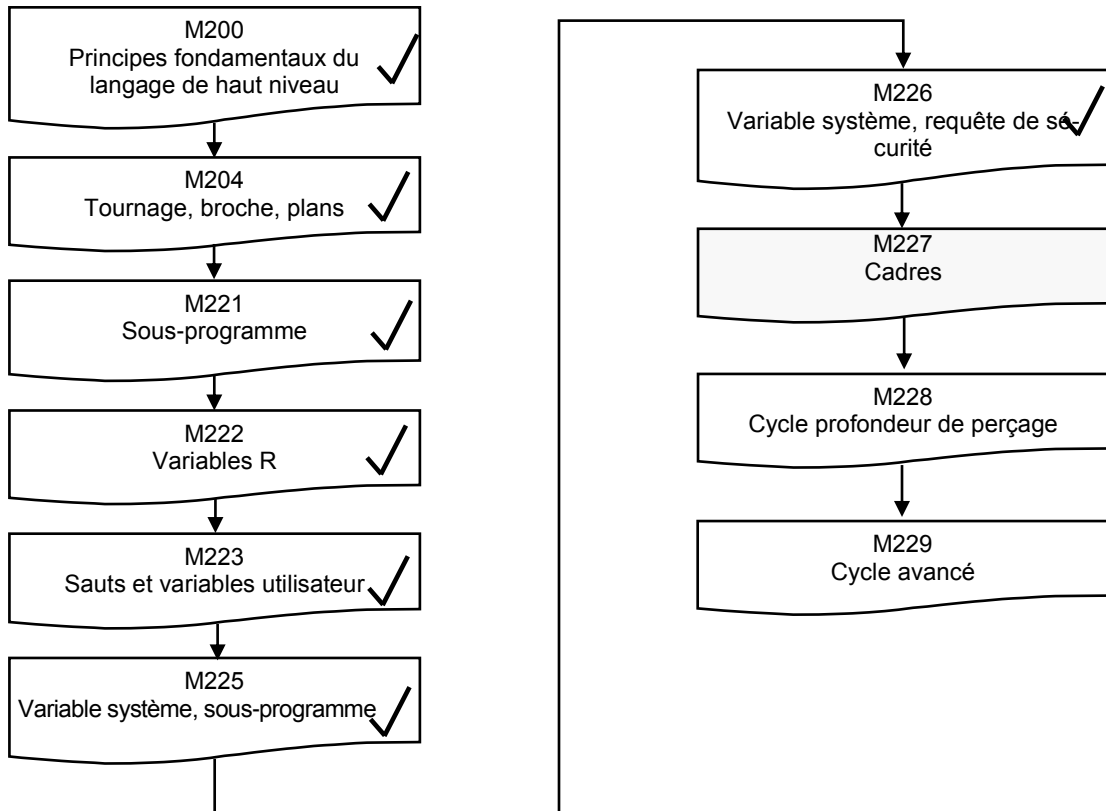 M200
Principes fondamentaux du
langage de haut niveau
M204
Tournage, broche, plans
M221
Sous-programme
M222
Variables R
M223
Sauts et variables utilisateur
M225
Variable système, sous-programme
M226
Variable système, requête de sé-
curité
M227
Cadres
M228
Cycle profondeur de perçage
M229
Cycle avancé